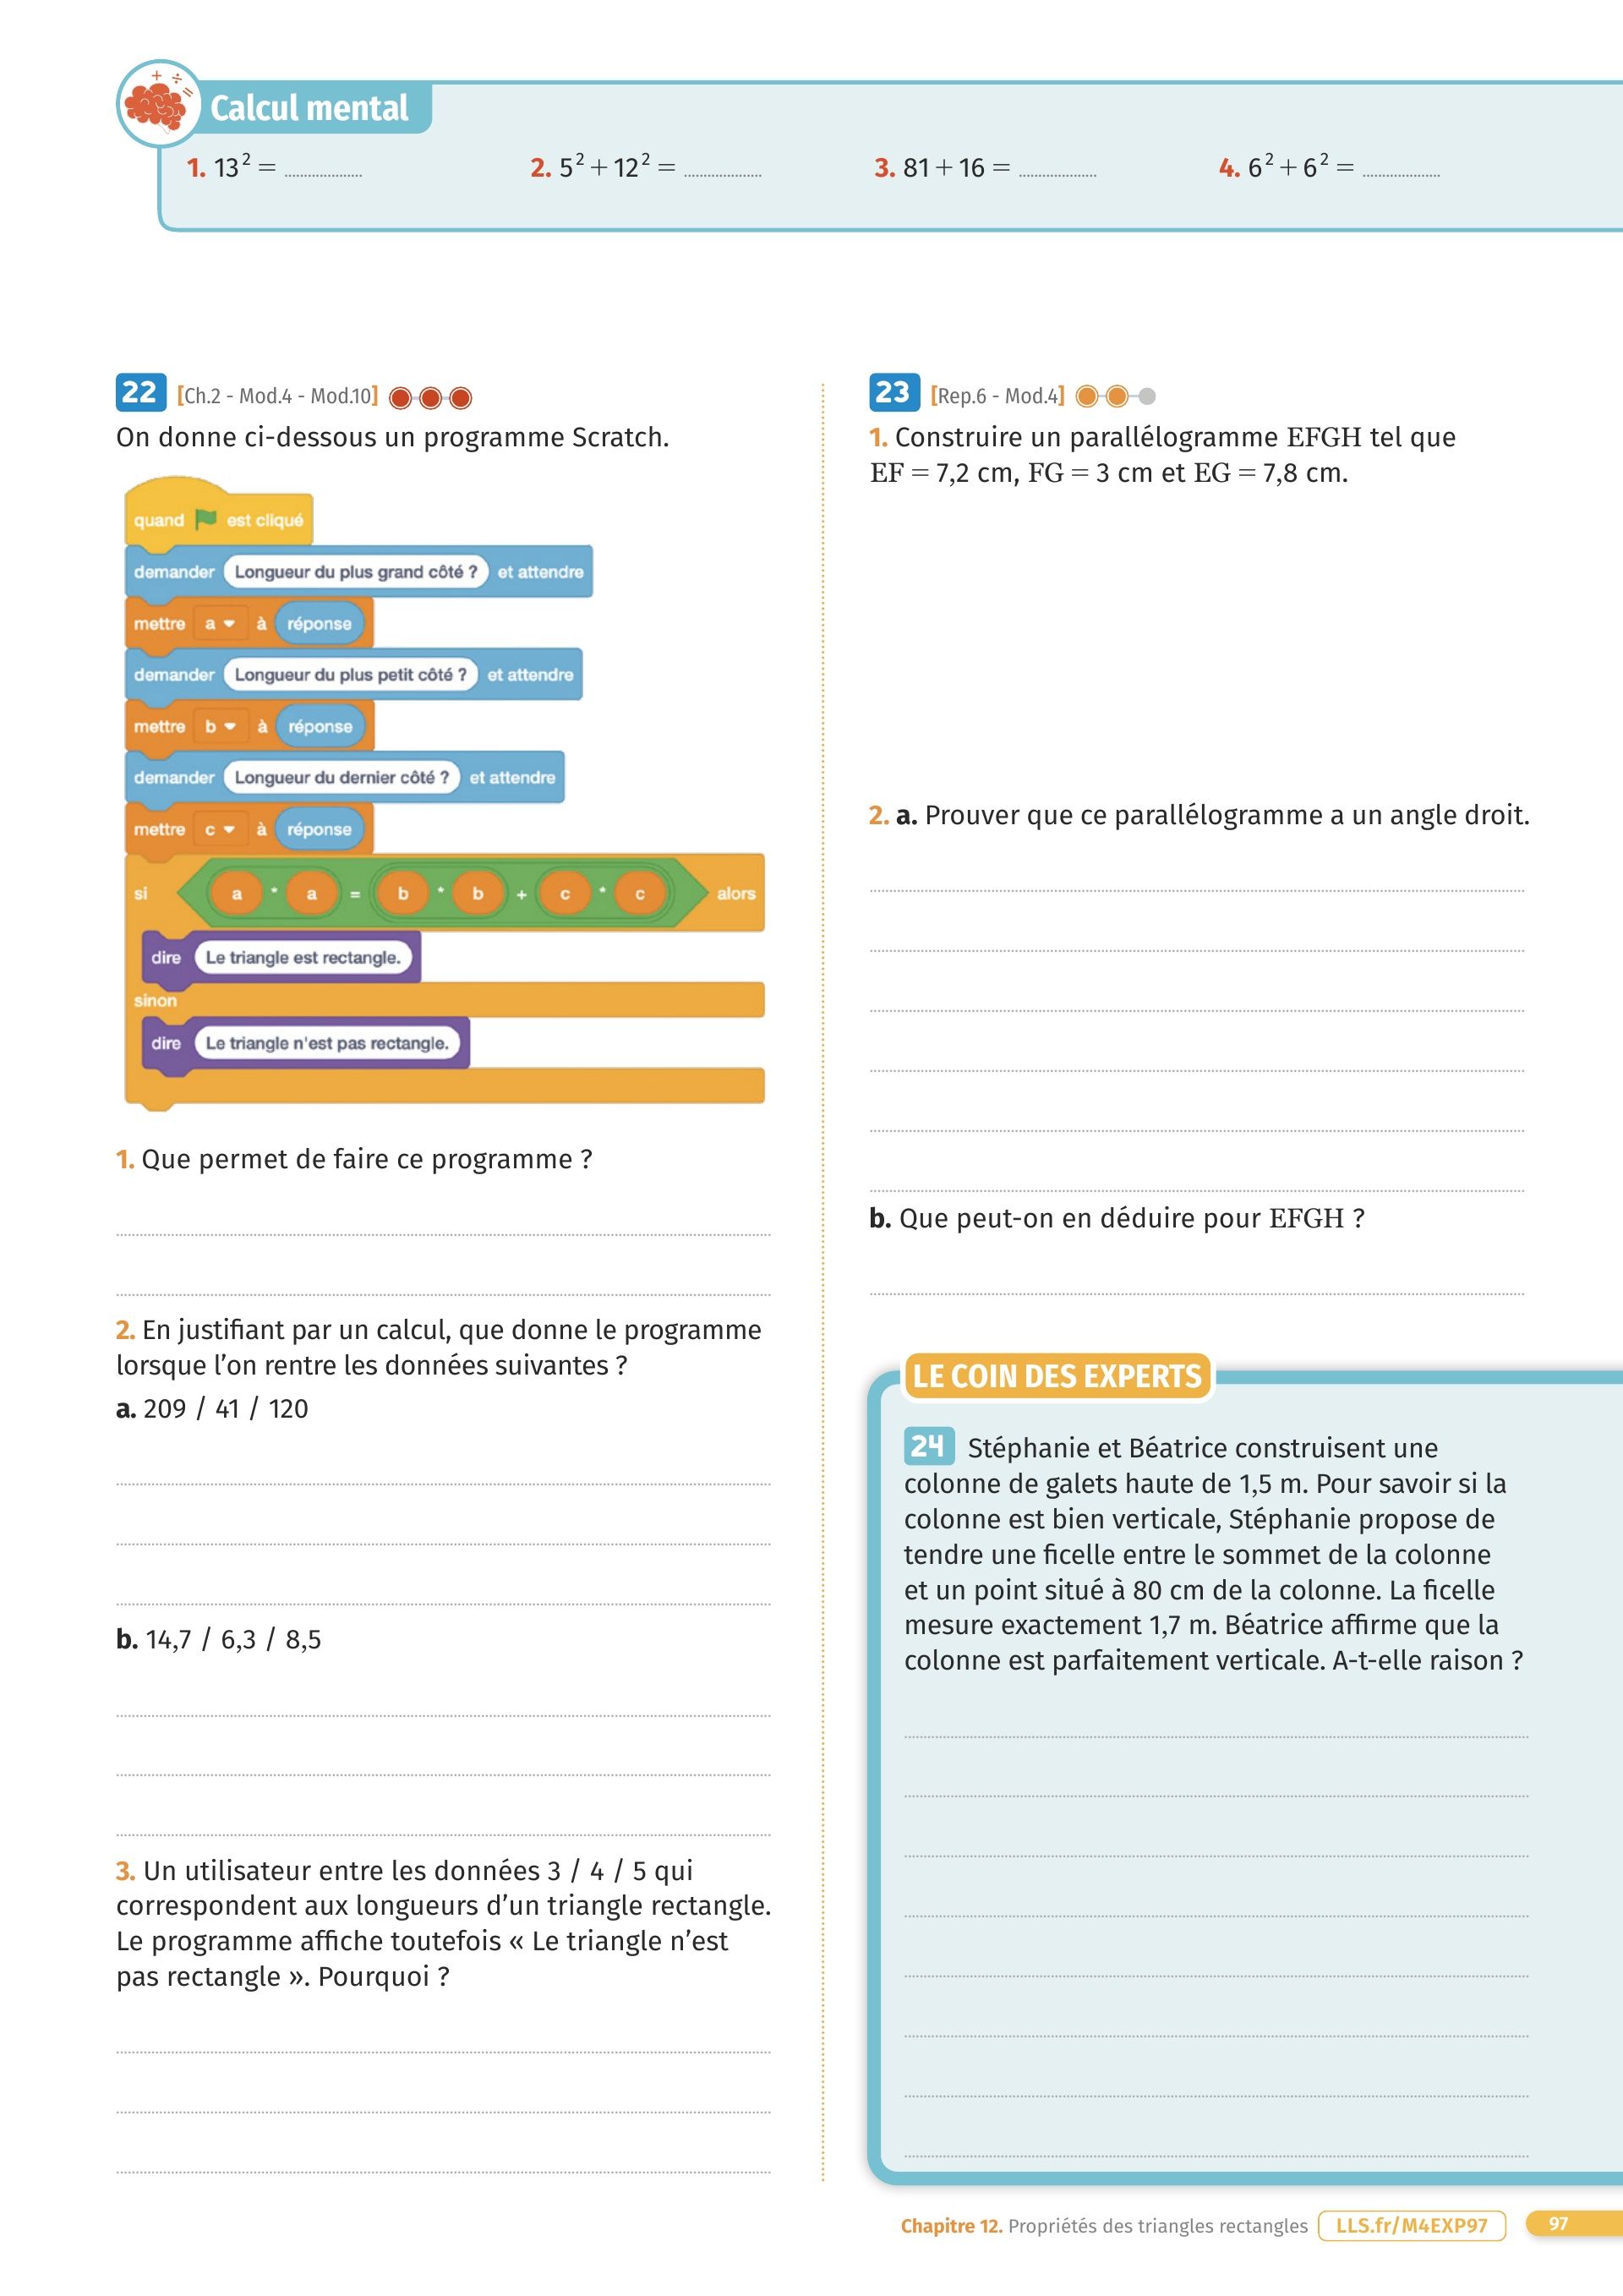 Calcul mental
1. 13² = ..................
2. 5² + 12² = ..................
3. 81 + 16 = ..................
4. 6² + 6² = ..................
22 [Ch.2 - Mod.4 - Mod.10]
On donne ci-dessous un programme Scratch.
quand est cliqué
demander Longueur du plus grand côté ? et attendre
mettre a à réponse
demander Longueur du plus petit côté ? et attendre
mettre b à réponse
demander Longueur du dernier côté ? et attendre
mettre c à réponse
si a * a = b * b + c * c alors
dire Le triangle est rectangle.
sinon
dire Le triangle n'est pas rectangle.
1. Que permet de faire ce programme ?
2. En justifiant par un calcul, que donne le programme
lorsque l’on rentre les données suivantes ?
a. 209 / 41 / 120
b. 14,7 / 6,3 / 8,5
3. Un utilisateur entre les données 3 / 4 / 5 qui
correspondent aux longueurs d’un triangle rectangle.
Le programme affiche toutefois « Le triangle n’est
pas rectangle ». Pourquoi ?
23 [Rep.6 - Mod.4]
1. Construire un parallélogramme EFGH tel que
EF = 7,2 cm, FG = 3 cm et EG = 7,8 cm.
2. a. Prouver que ce parallélogramme a un angle droit.
b. Que peut-on en déduire pour EFGH ?
LE COIN DES EXPERTS
24 Stéphanie et Béatrice construisent une
colonne de galets haute de 1,5 m. Pour savoir si la
colonne est bien verticale, Stéphanie propose de
tendre une ficelle entre le sommet de la colonne
et un point situé à 80 cm de la colonne. La ficelle
mesure exactement 1,7 m. Béatrice affirme que la
colonne est parfaitement verticale. A-t-elle raison ?
Chapitre 12. Propriétés des triangles rectangles LLS.fr/M4EXP97 97